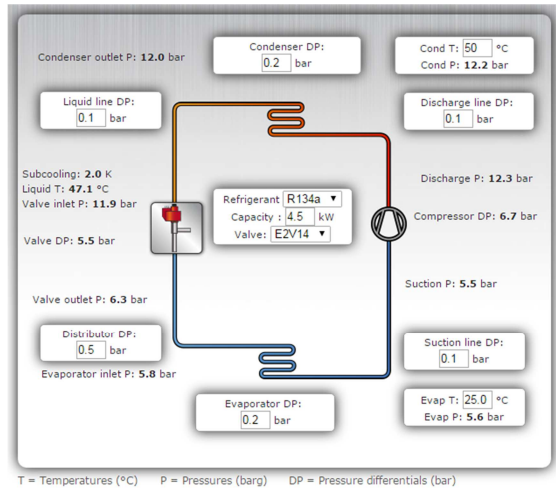 Condenser outlet P: 12.0 bar
Condenser DP:
0.2 bar
Cond T: 50 °C
Cond P: 12.2 bar
Liquid line DP:
0.1 bar
Discharge line DP:
0.1 bar
Subcooling: 2.0 K
Liquid T: 47.1 °C
Valve inlet P: 11.9 bar
Refrigerant R134a ▼
Capacity : 4.5 kW
Valve: E2V14 ▼
Discharge P: 12.3 bar
Compressor DP: 6.7 bar
Valve DP: 5.5 bar
Suction P: 5.5 bar
Valve outlet P: 6.3 bar
Distributor DP:
0.5 bar
Suction line DP:
0.1 bar
Evaporator inlet P: 5.8 bar
Evaporator DP:
0.2 bar
Evap T: 25.0 °C
Evap P: 5.6 bar
T = Temperatures (°C) P = Pressures (barg) DP = Pressure differentials (bar)